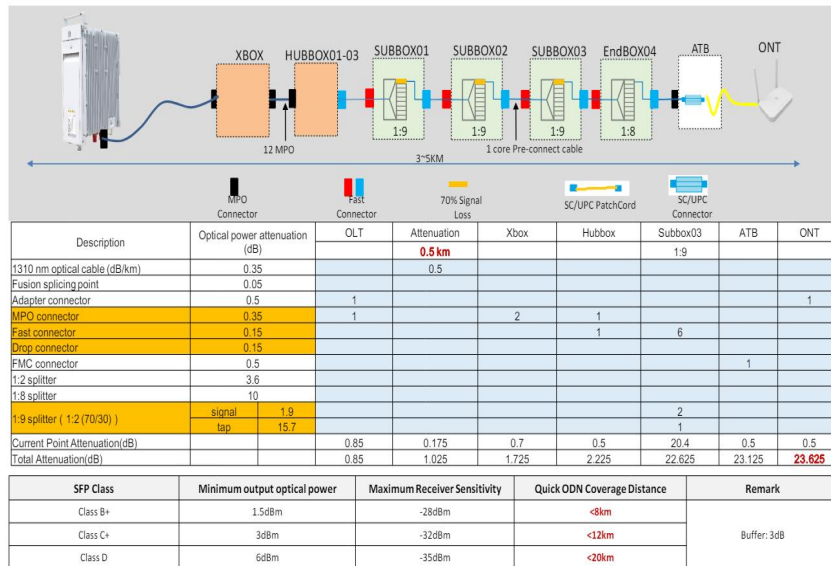 XBOX HUBBOX01-03 SUBBOX01 SUBBOX02 SUBBOX03 EndBOX04 ATB ONT
1:9 1:9 1:9 1:8
12 MPO 1 core Pre-connect cable
3~5KM
MPO Connector
Fast Connector
70% Signal Loss
SC/UPC PatchCord
SC/UPC Connector
Description Optical power attenuation (dB) OLT Attenuation Xbox Hubbox Subbox03 ATB ONT
0.5 km 1:9
1310 nm optical cable (dB/km) 0.35 0.5
Fusion splicing point 0.05
Adapter connector 0.5 1 1
MPO connector 0.35 1 2 1
Fast connector 0.15 1 6
Drop connector 0.15
FMC connector 0.5 1
1:2 splitter 3.6
1:8 splitter 10
1:9 splitter ( 1:2 (70/30) ) signal 1.9 2
tap 15.7 1
Current Point Attenuation(dB) 0.85 0.175 0.7 0.5 20.4 0.5 0.5
Total Attenuation(dB) 0.85 1.025 1.725 2.225 22.625 23.125 23.625
SFP Class Minimum output optical power Maximum Receiver Sensitivity Quick ODN Coverage Distance Remark
Class B+ 1.5dBm -28dBm <8km
Class C+ 3dBm -32dBm <12km Buffer: 3dB
Class D 6dBm -35dBm <20km